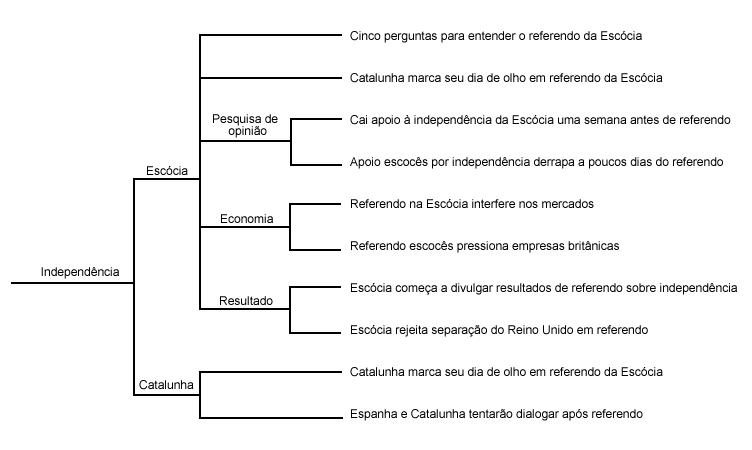 Cinco perguntas para entender o referendo da Escócia
Catalunha marca seu dia de olho em referendo da Escócia
Pesquisa de
opinião
Cai apoio à independência da Escócia uma semana antes de referendo
Apoio escocês por independência derrapa a poucos dias do referendo
Escócia
Referendo na Escócia interfere nos mercados
Economia
Referendo escocês pressiona empresas britânicas
Independência
Escócia começa a divulgar resultados de referendo sobre independência
Resultado
Escócia rejeita separação do Reino Unido em referendo
Catalunha marca seu dia de olho em referendo da Escócia
Catalunha
Espanha e Catalunha tentarão dialogar após referendo